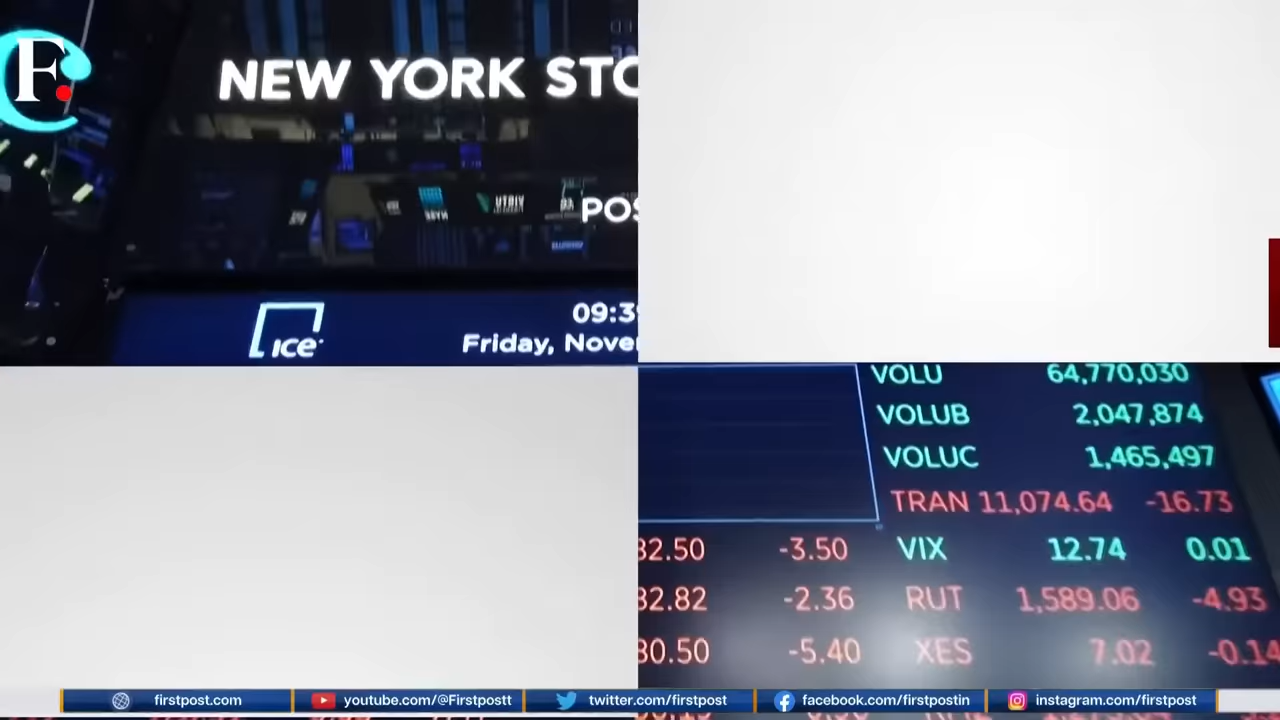 F
NEW YORK STO
POS
ice
09:39
Friday, Nove
VOLU 64,770,030
VOLUB 2,047,874
VOLUC 1,465,497
TRAN 11,074.64 -16.73
32.50 -3.50 VIX 12.74 0.01
32.82 -2.36 RUT 1,589.06 -4.93
30.50 -5.40 XES 7.02 -0.14
firstpost.com
youtube.com/@Firstpostt
twitter.com/firstpost
facebook.com/firstpostin
instagram.com/firstpost